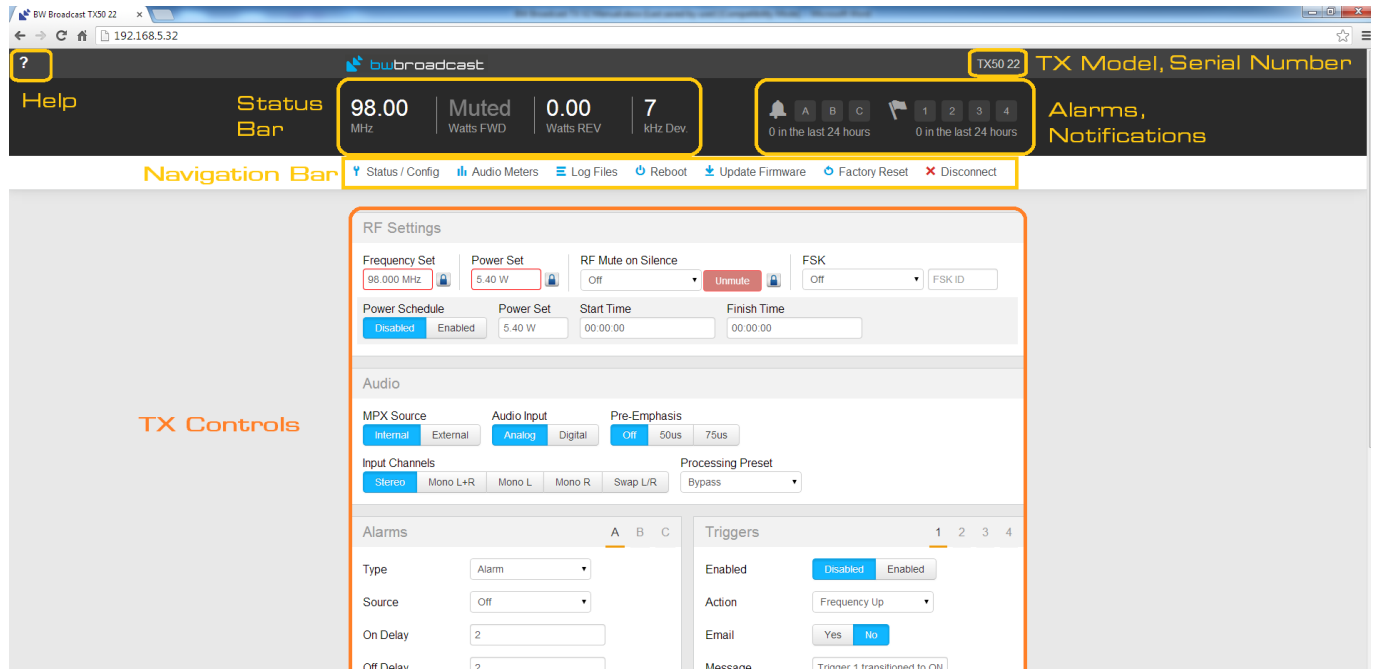 BW Broadcast TX50 22
192.168.5.32
?
bwbroadcast
TX50 22
TX Model, Serial Number
Help
Status Bar
98.00 MHz
Muted Watts FWD
0.00 Watts REV
7 kHz Dev.
A B C
0 in the last 24 hours
1 2 3 4
0 in the last 24 hours
Alarms, Notifications
Navigation Bar
Status / Config Audio Meters Log Files Reboot Update Firmware Factory Reset Disconnect
TX Controls
RF Settings
Frequency Set Power Set RF Mute on Silence FSK
98.000 MHz 5.40 W Off Unmute Off FSK ID
Power Schedule Power Set Start Time Finish Time
Disabled Enabled 5.40 W 00:00:00 00:00:00
Audio
MPX Source Audio Input Pre-Emphasis
Internal External Analog Digital Off 50us 75us
Input Channels Processing Preset
Stereo Mono L+R Mono L Mono R Swap L/R Bypass
Alarms A B C
Type Alarm
Source Off
On Delay 2
Off Delay 2
Triggers 1 2 3 4
Enabled Disabled Enabled
Action Frequency Up
Email Yes No
Message Trigger 1 transitioned to ON